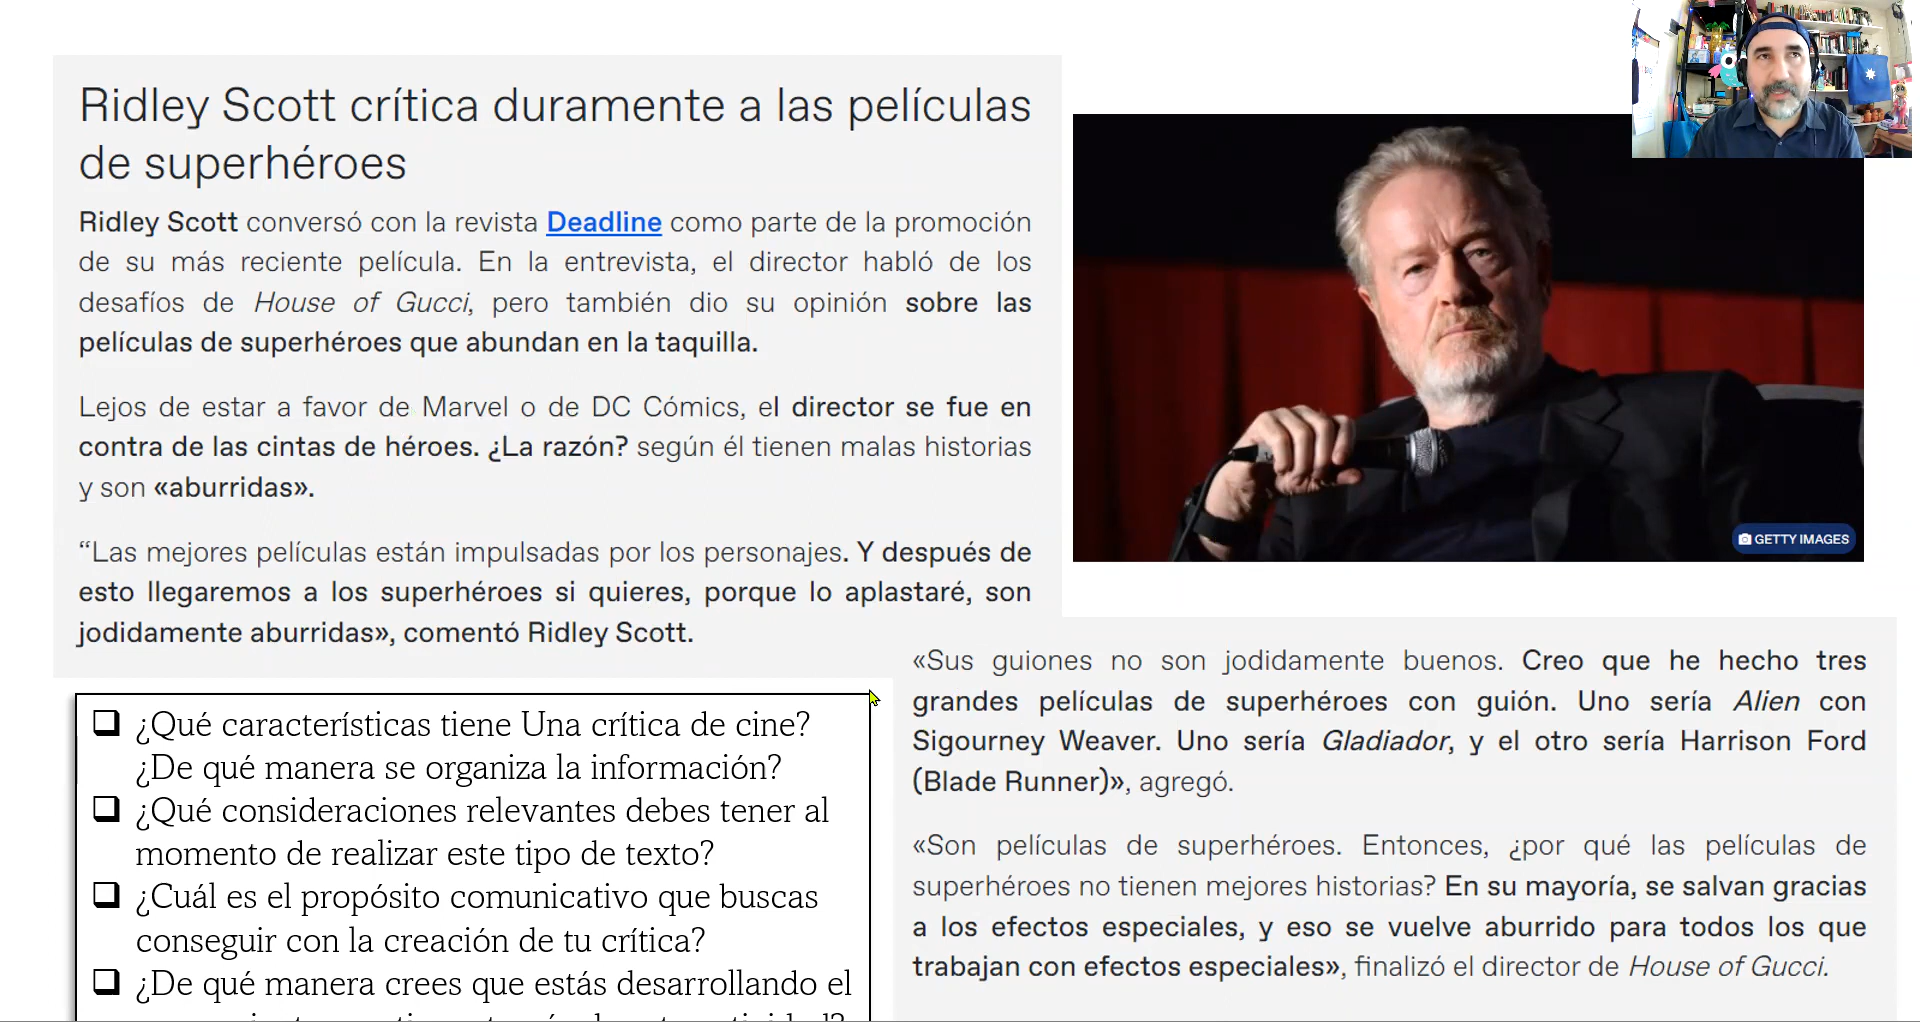 Ridley Scott crítica duramente a las películas
de superhéroes
Ridley Scott conversó con la revista Deadline como parte de la promoción
de su más reciente película. En la entrevista, el director habló de los
desafíos de House of Gucci, pero también dio su opinión sobre las
películas de superhéroes que abundan en la taquilla.
Lejos de estar a favor de Marvel o de DC Cómics, el director se fue en
contra de las cintas de héroes. ¿La razón? según él tienen malas historias
y son «aburridas».
“Las mejores películas están impulsadas por los personajes. Y después de
esto llegaremos a los superhéroes si quieres, porque lo aplastaré, son
jodidamente aburridas», comentó Ridley Scott.
GETTY IMAGES
«Sus guiones no son jodidamente buenos. Creo que he hecho tres
grandes películas de superhéroes con guión. Uno sería Alien con
Sigourney Weaver. Uno sería Gladiador, y el otro sería Harrison Ford
(Blade Runner)», agregó.
«Son películas de superhéroes. Entonces, ¿por qué las películas de
superhéroes no tienen mejores historias? En su mayoría, se salvan gracias
a los efectos especiales, y eso se vuelve aburrido para todos los que
trabajan con efectos especiales», finalizó el director de House of Gucci.
¿Qué características tiene Una crítica de cine?
¿De qué manera se organiza la información?
¿Qué consideraciones relevantes debes tener al
momento de realizar este tipo de texto?
¿Cuál es el propósito comunicativo que buscas
conseguir con la creación de tu crítica?
¿De qué manera crees que estás desarrollando el